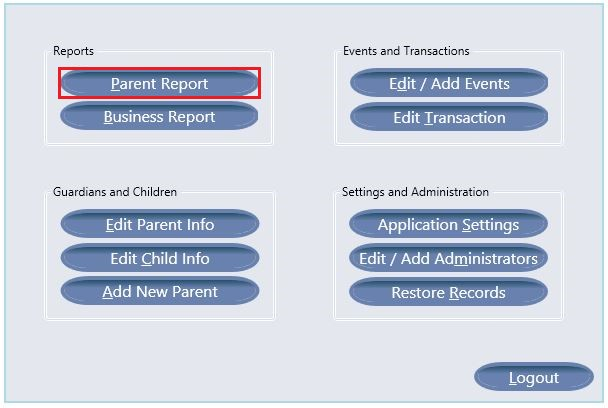 Reports
Parent Report
Business Report
Events and Transactions
Edit / Add Events
Edit Transaction
Guardians and Children
Edit Parent Info
Edit Child Info
Add New Parent
Settings and Administration
Application Settings
Edit / Add Administrators
Restore Records
Logout